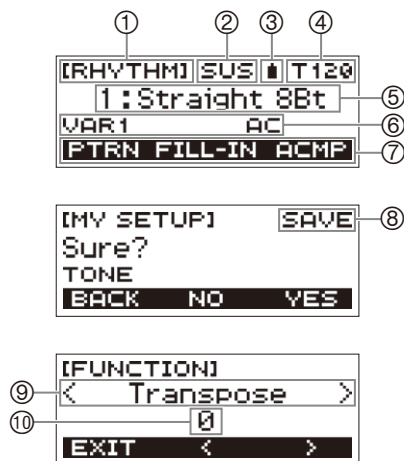 ① ② ③ ④
[RHYTHM] SUS T120
1:Straight 8Bt ⑤
VAR1 AC ⑥
PTRN FILL-IN ACMP ⑦
[MY SETUP] SAVE ⑧
Sure?
TONE
BACK NO YES
[FUNCTION]
⑨ < Transpose >
⑩ 0
EXIT < >